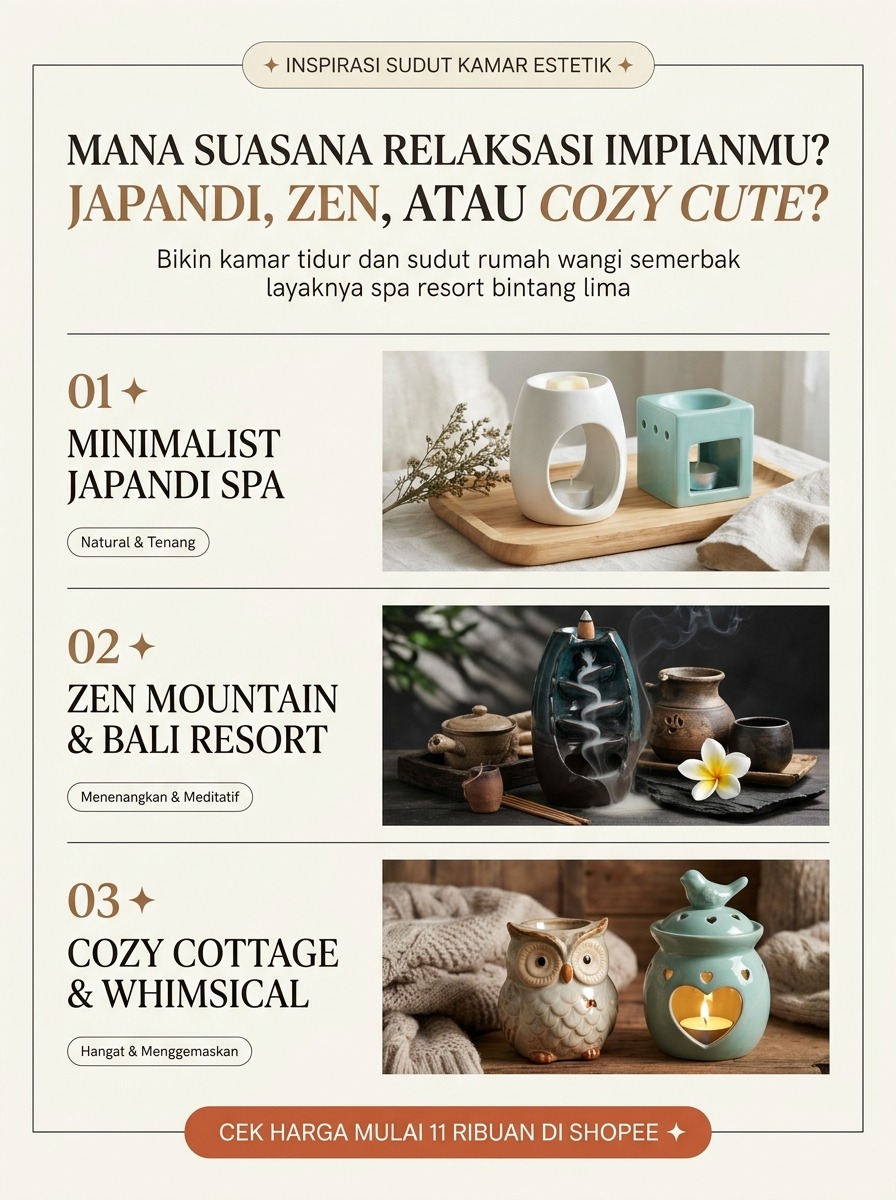 ✦ INSPIRASI SUDUT KAMAR ESTETIK ✦
MANA SUASANA RELAKSASI IMPIANMU?
JAPANDI, ZEN, ATAU COZY CUTE?
Bikin kamar tidur dan sudut rumah wangi semerbak
layaknya spa resort bintang lima
01 ✦
MINIMALIST
JAPANDI SPA
Natural & Tenang
02 ✦
ZEN MOUNTAIN
& BALI RESORT
Menenangkan & Meditatif
03 ✦
COZY COTTAGE
& WHIMSICAL
Hangat & Menggemaskan
CEK HARGA MULAI 11 RIBUAN DI SHOPEE ✦